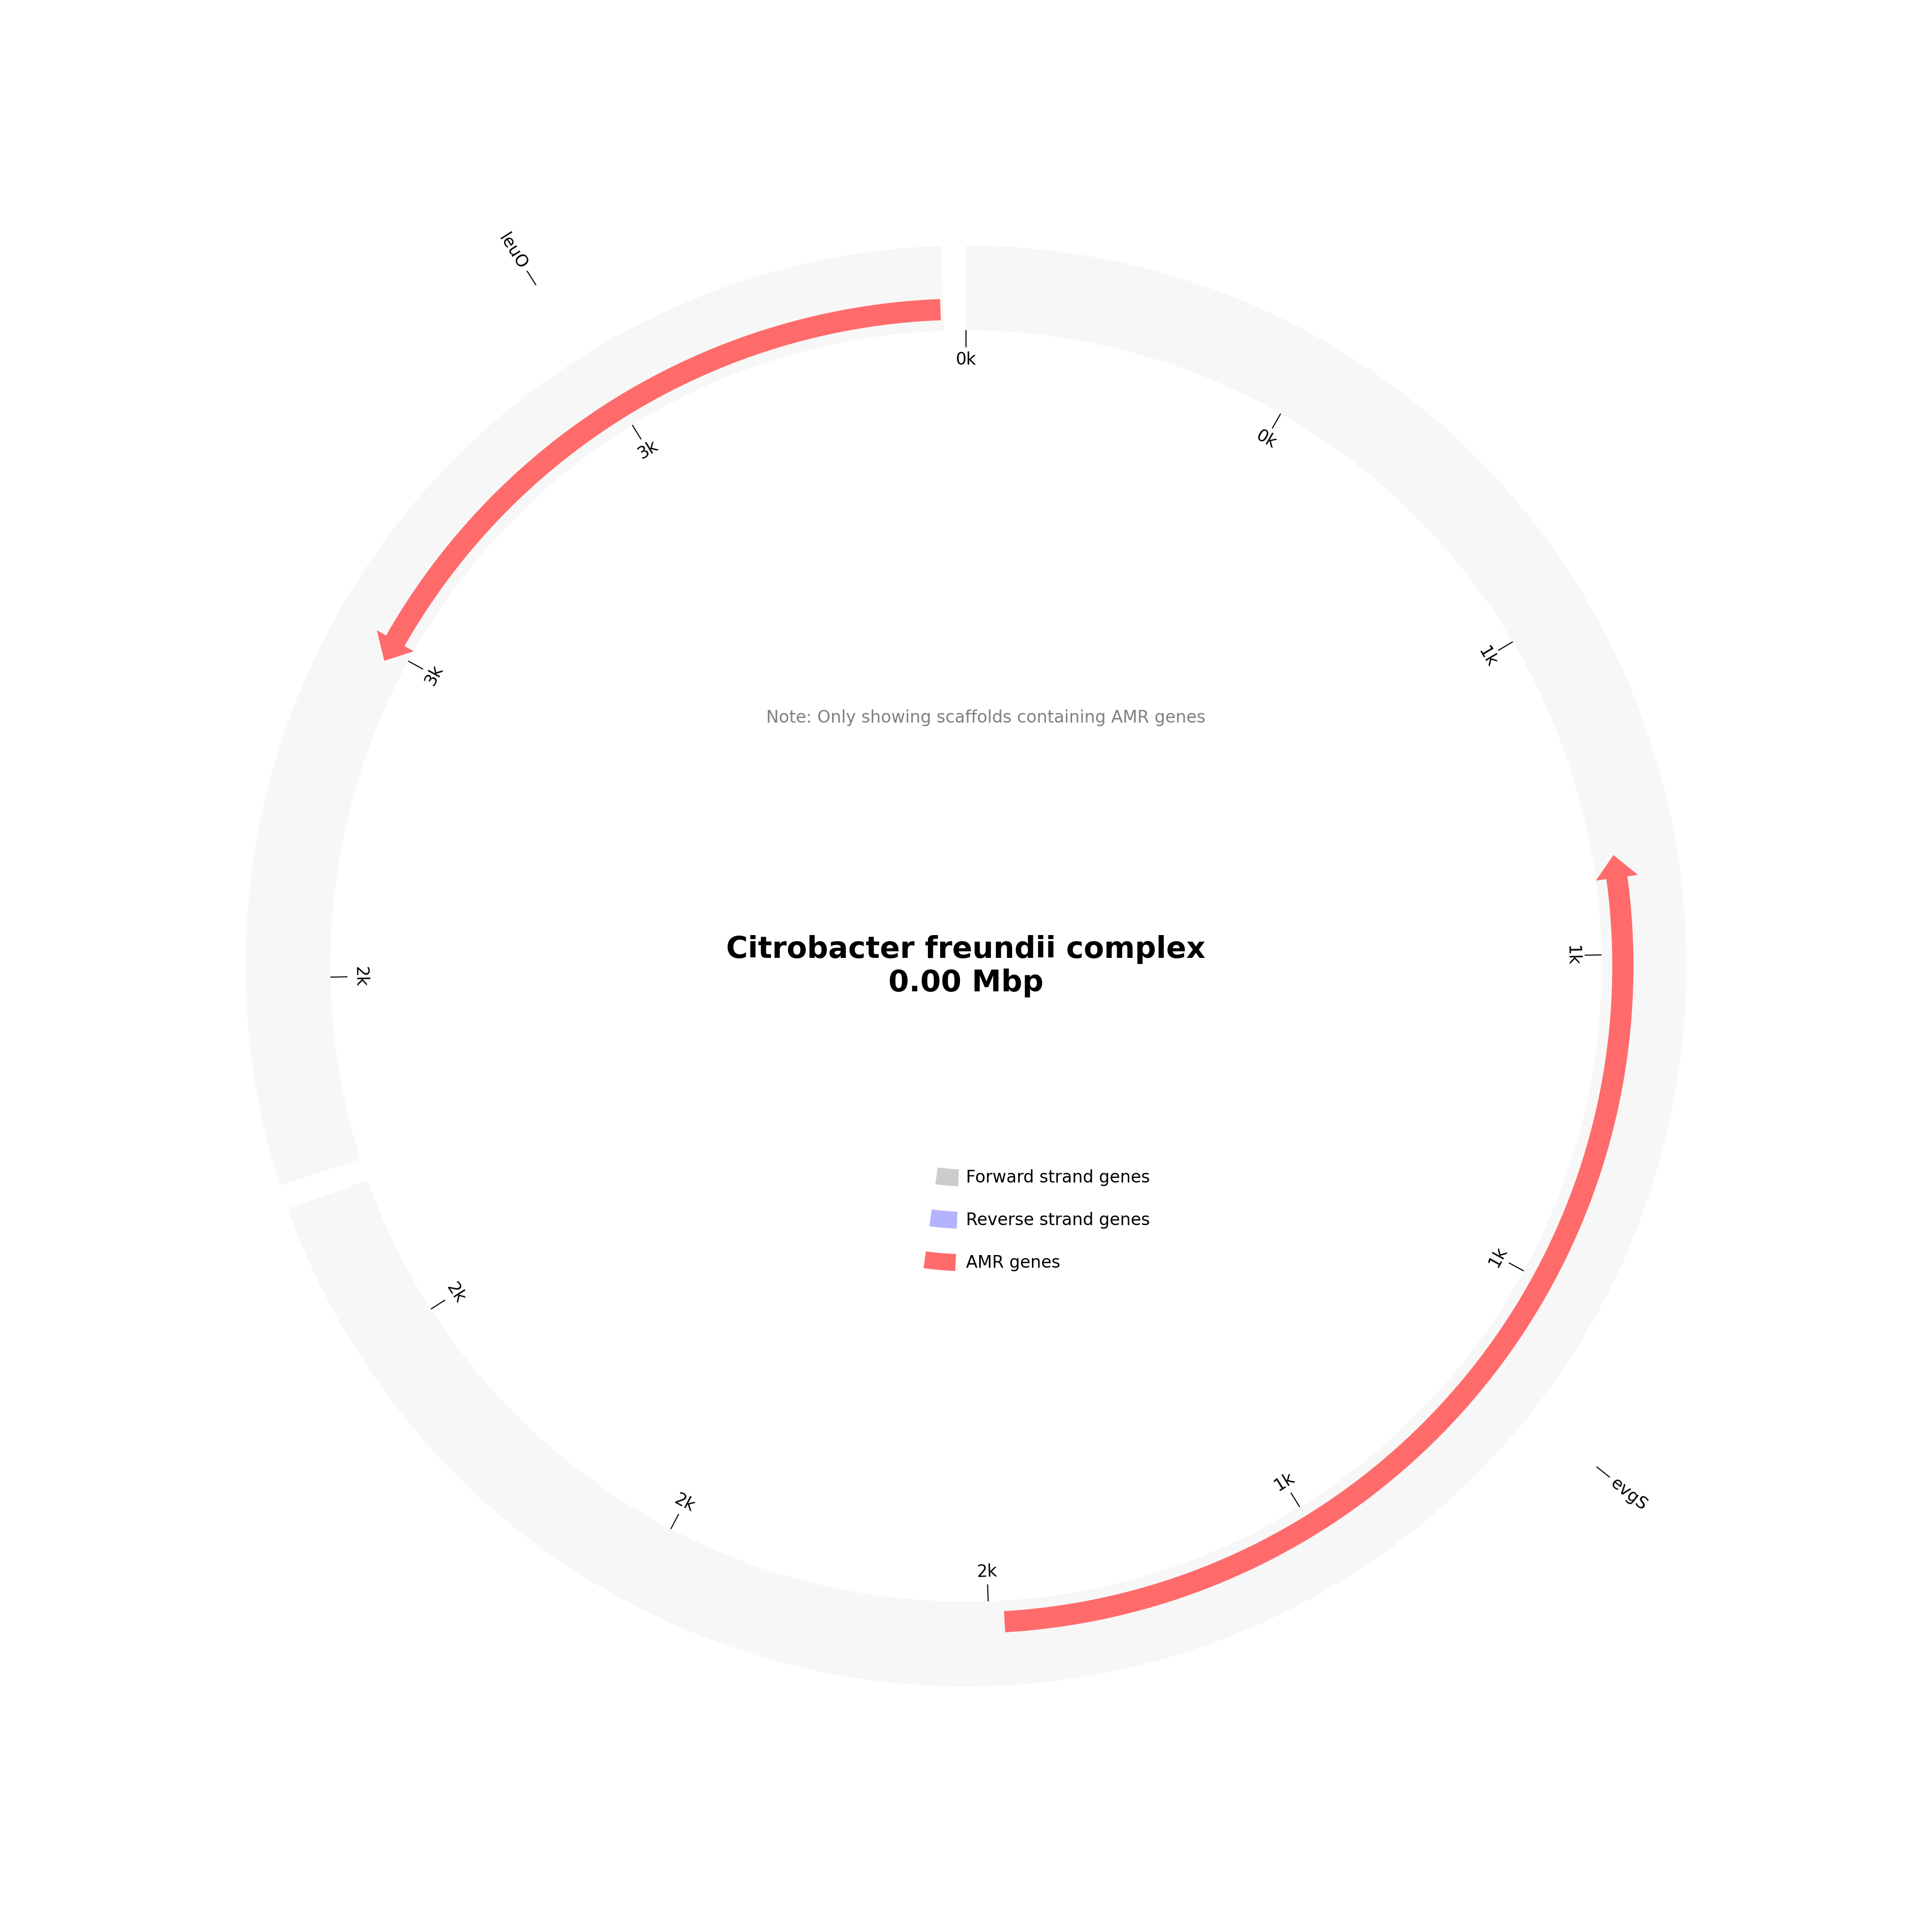 leuO
0k
0k
3k
1k
3k
Note: Only showing scaffolds containing AMR genes
1k
Citrobacter freundii complex
0.00 Mbp
2k
Forward strand genes
Reverse strand genes
AMR genes
1k
2k
1k
evgS
2k
2k